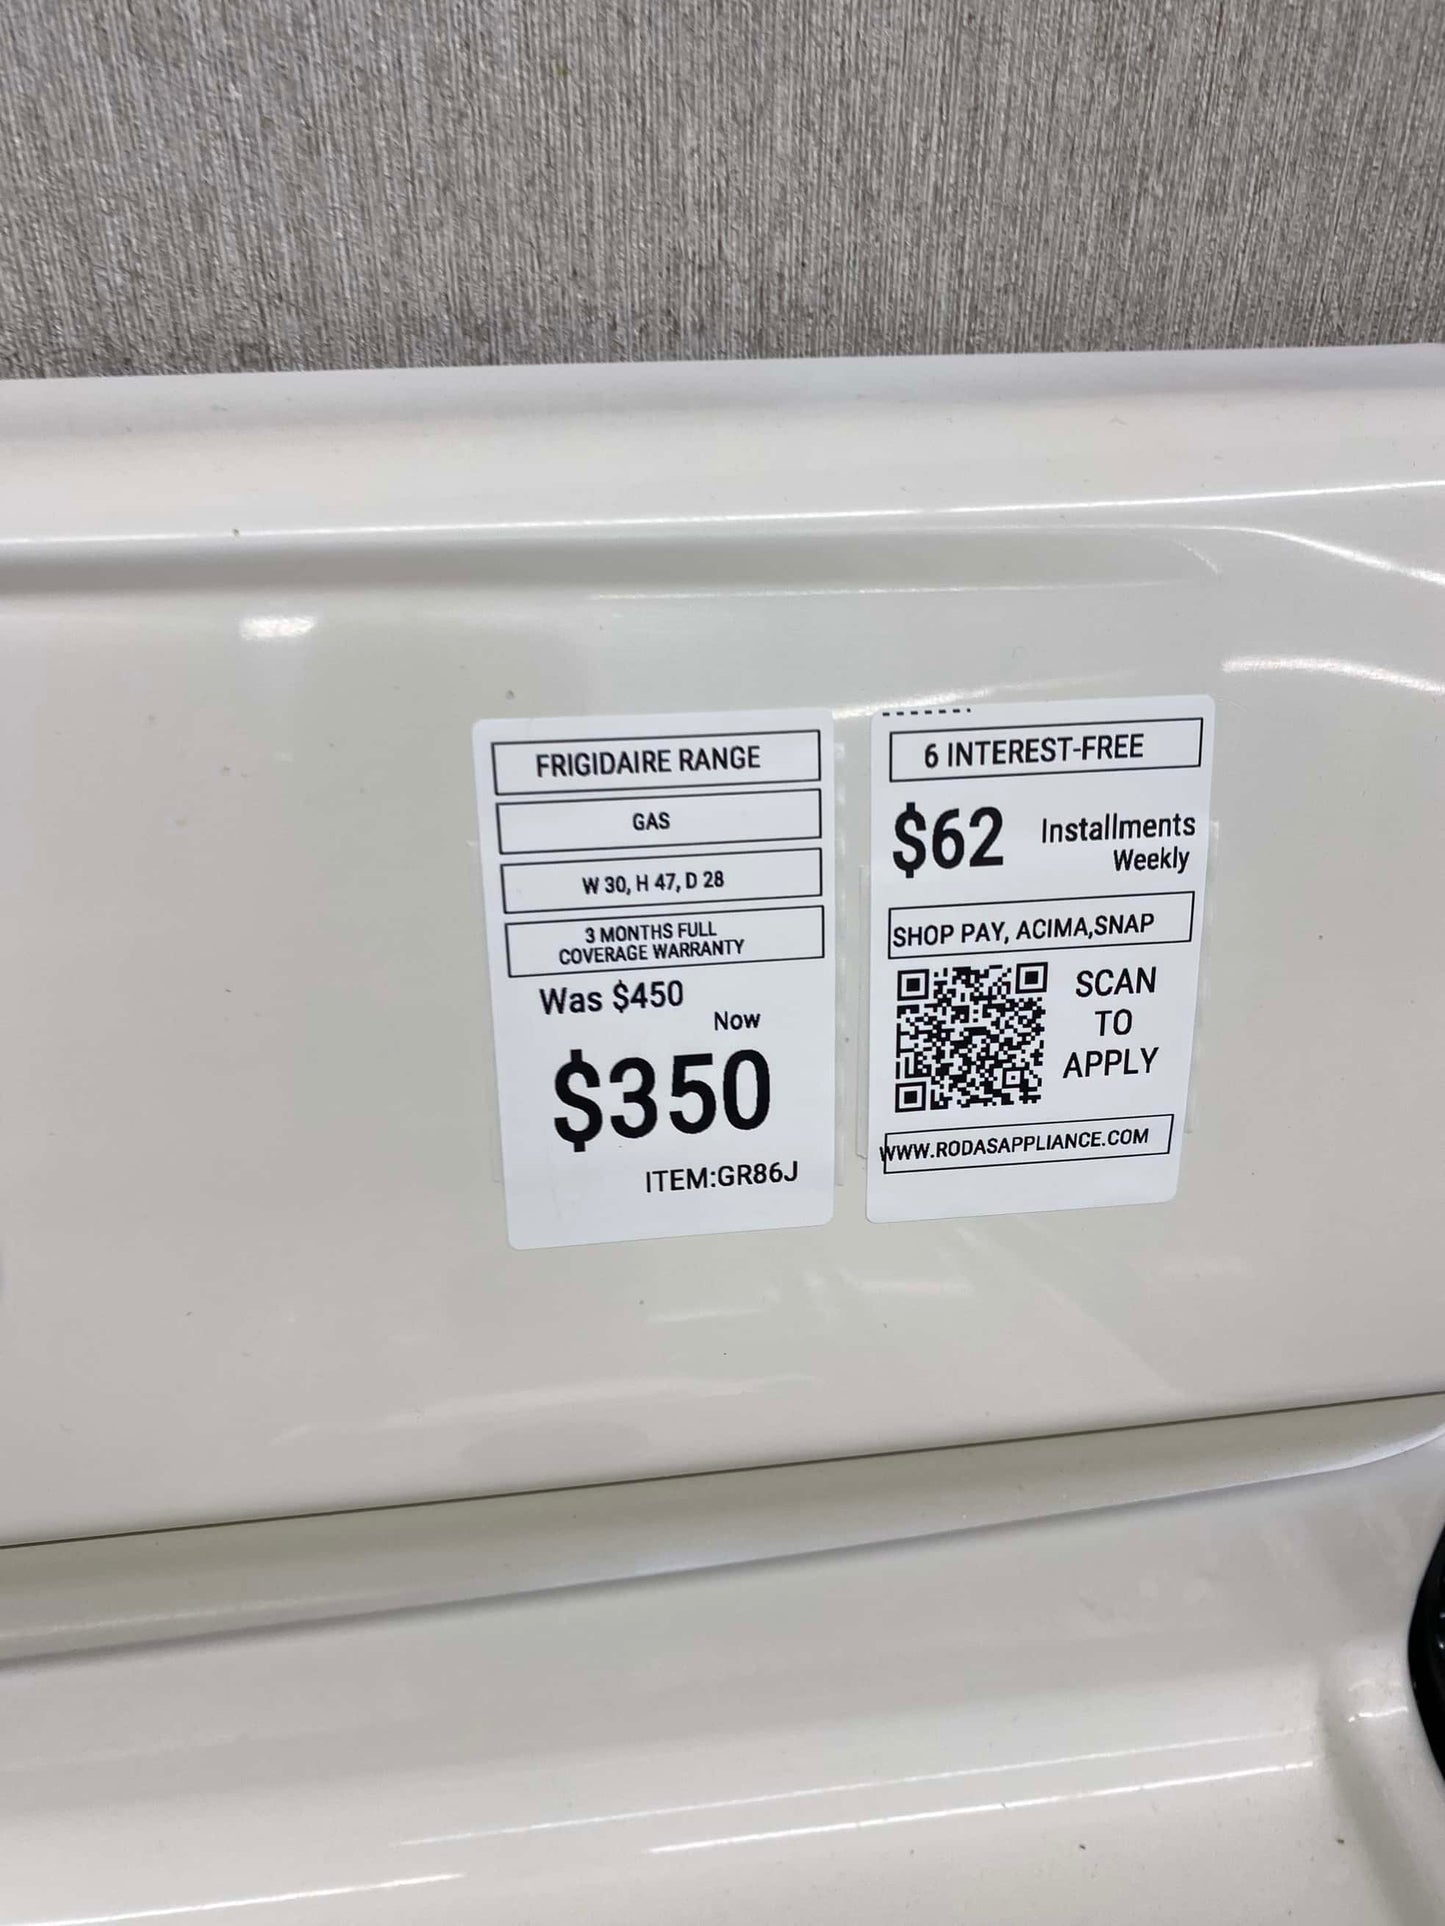 FRIGIDAIRE RANGE
GAS
W 30, H 47, D 28
3 MONTHS FULL
COVERAGE WARRANTY
Was $450
Now
$350
ITEM:GR86J
6 INTEREST-FREE
$62 Installments
Weekly
SHOP PAY, ACIMA,SNAP
SCAN
TO
APPLY
WWW.RODASAPPLIANCE.COM